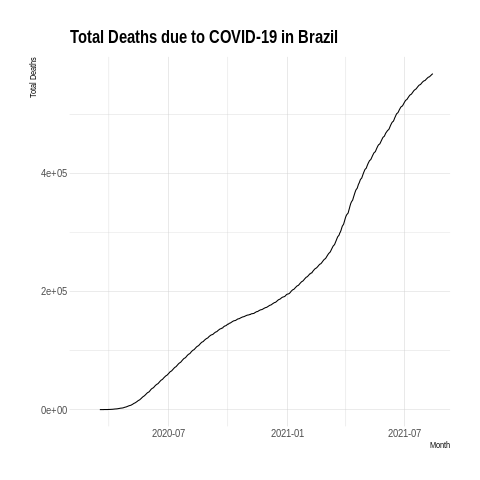 Total Deaths due to COVID-19 in Brazil
Total Deaths
4e+05
2e+05
0e+00
2020-07
2021-01
2021-07
Month